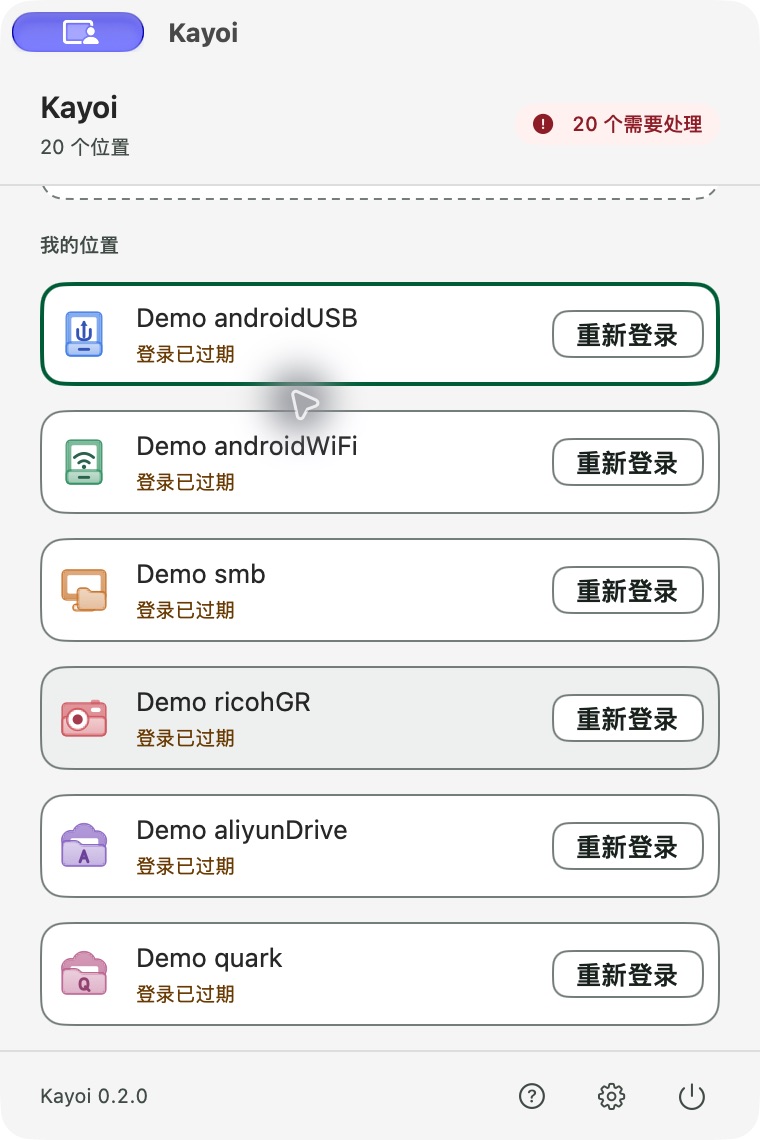 Kayoi
Kayoi
20 个位置
20 个需要处理
我的位置
Demo androidUSB
登录已过期
重新登录
Demo androidWiFi
登录已过期
重新登录
Demo smb
登录已过期
重新登录
Demo ricohGR
登录已过期
重新登录
Demo aliyunDrive
登录已过期
重新登录
A
Demo quark
登录已过期
重新登录
Q
Kayoi 0.2.0